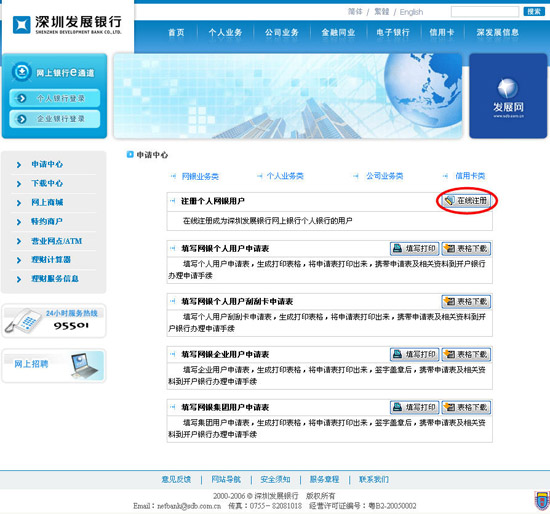 简体 / 繁體 / English
搜索
深圳发展银行
SHENZHEN DEVELOPMENT BANK CO., LTD.
首页 个人业务 公司业务 金融同业 电子银行 信用卡 深发展信息
网上银行e通道
个人银行登录
企业银行登录
发展网
www.sdb.com.cn
申请中心
下载中心
网上商城
特约商户
营业网点/ATM
理财计算器
理财服务信息
24小时服务热线
95501
网上招聘
申请中心
网银业务类 个人业务类 公司业务类 信用卡类
注册个人网银用户 在线注册
在线注册成为深圳发展银行网上银行个人银行的用户
填写网银个人用户申请表 填写打印 表格下载
填写个人用户申请表，生成打印表格，将申请表打印出来，携带申请表及相关资料到开户银行
办理申请手续
填写网银个人用户刮刮卡申请表 表格下载
填写个人用户刮刮卡申请表，生成打印表格，将申请表打印出来，携带申请表及相关资料到开
户银行办理申请手续
填写网银企业用户申请表 填写打印 表格下载
填写企业用户申请表，生成打印表格，将申请表打印出来，签字盖章后，携带申请表及相关资
料到开户银行办理申请手续
填写网银集团用户申请表 填写打印 表格下载
填写集团用户申请表，生成打印表格，将申请表打印出来，签字盖章后，携带申请表及相关资
料到开户银行办理申请手续
意见反馈 | 网站导航 | 安全须知 | 服务章程 | 联系我们
2000-2006 @ 深圳发展银行 版权所有
Email：netbank@sdb.com.cn 传真：0755-82081018 经营许可证编号：粤B2-20050002